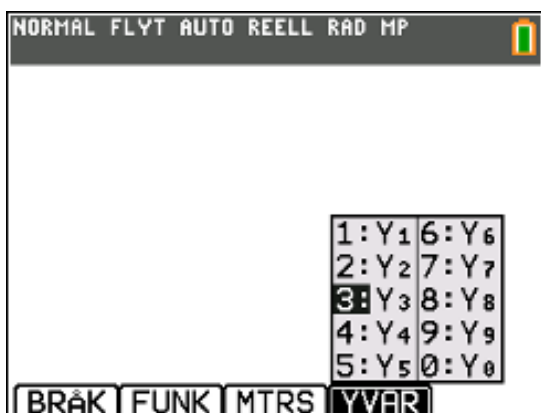 NORMAL FLYT AUTO REELL RAD MP
1:Y₁ 6:Y₆
2:Y₂ 7:Y₇
3:Y₃ 8:Y₈
4:Y₄ 9:Y₉
5:Y₅ 0:Y₀
BRÅK FUNK MTRS YVAR